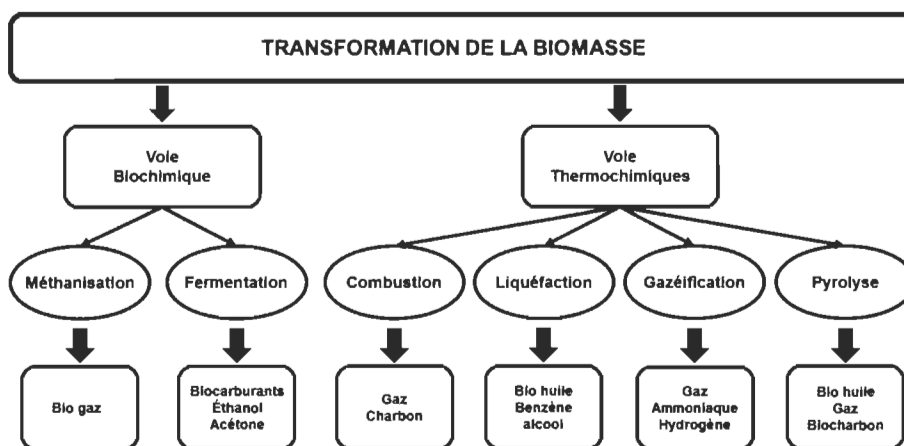 TRANSFORMATION DE LA BIOMASSE
Voie
Biochimique
Voie
Thermochimiques
Méthanisation
Fermentation
Combustion
Liquéfaction
Gazéification
Pyrolyse
Bio gaz
Biocarburants
Éthanol
Acétone
Gaz
Charbon
Bio huile
Benzène
alcool
Gaz
Ammoniaque
Hydrogène
Bio huile
Gaz
Biocharbon